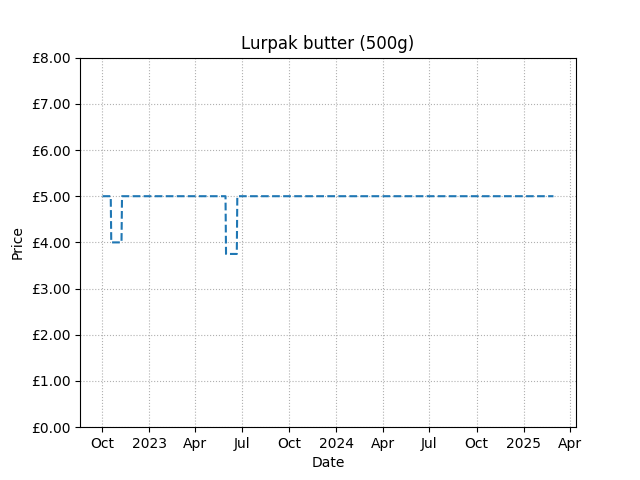 Lurpak butter (500g)
£8.00
£7.00
£6.00
£5.00
£4.00
£3.00
£2.00
£1.00
£0.00
Price
Oct 2023 Apr Jul Oct 2024 Apr Jul Oct 2025 Apr
Date